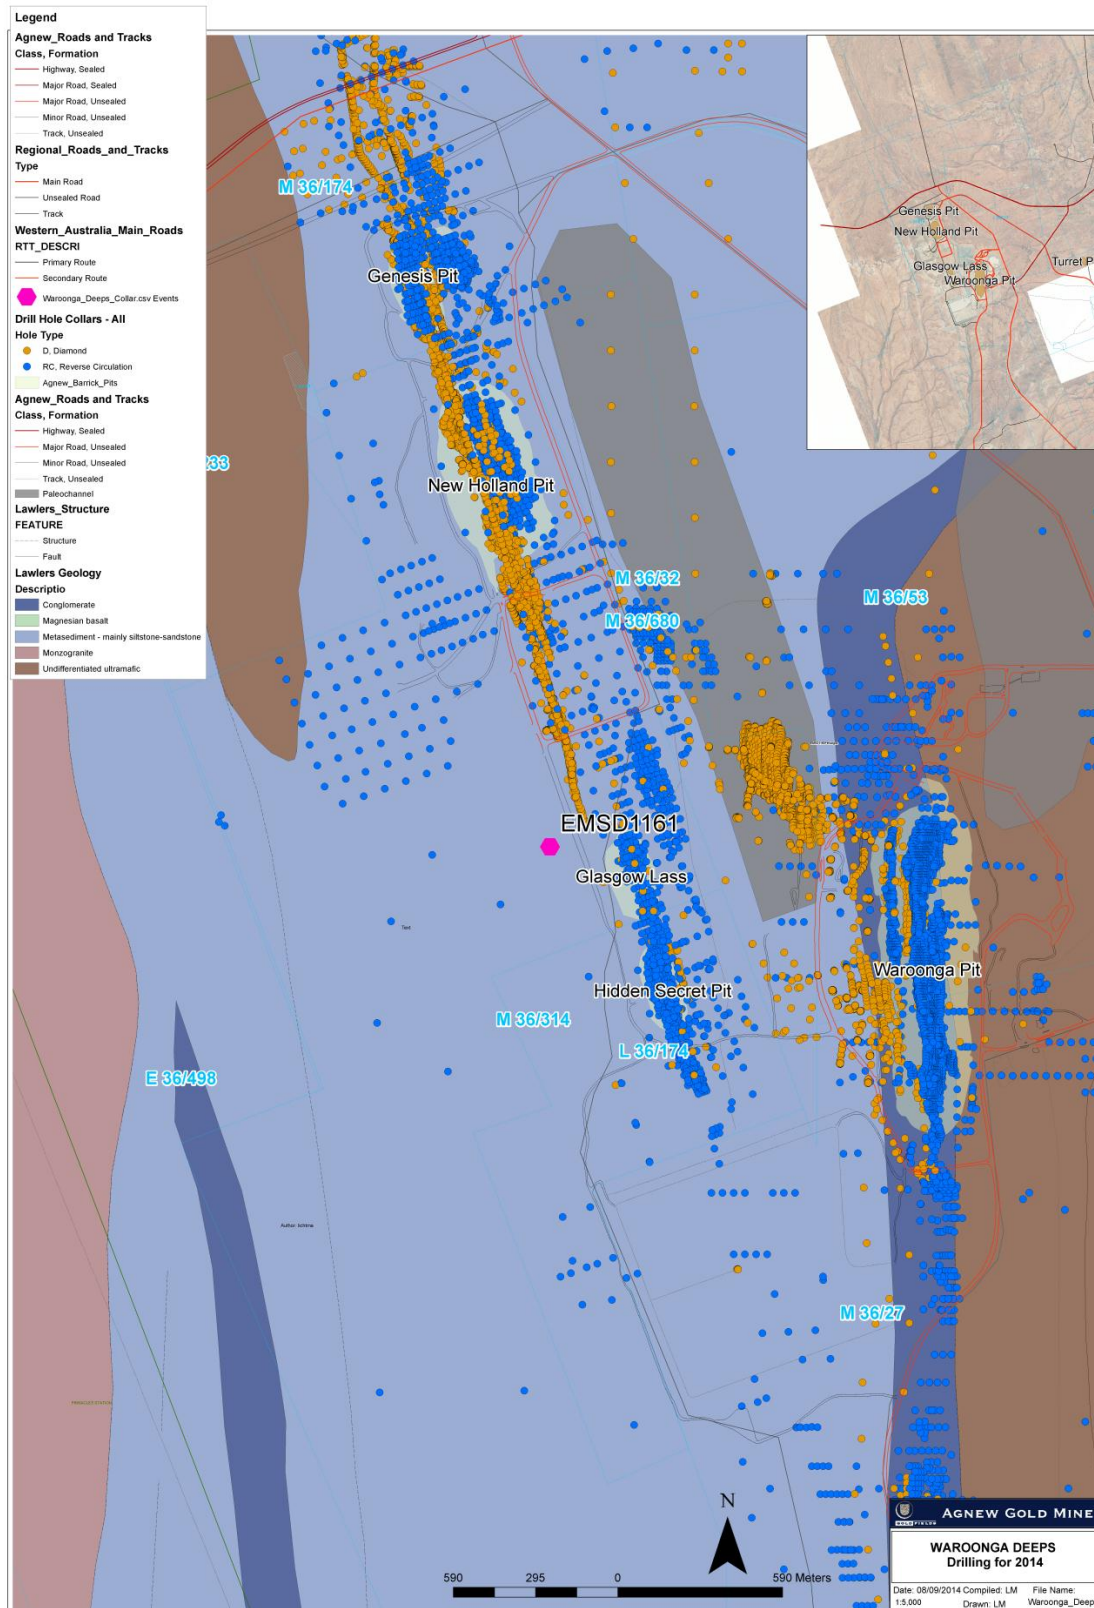 Legend
Agnew_Roads and Tracks
Class, Formation
Highway, Sealed
Major Road, Sealed
Major Road, Unsealed
Minor Road, Unsealed
Track, Unsealed
Regional_Roads_and_Tracks
Type
Main Road
Unsealed Road
Track
Western_Australia_Main_Roads
RTT_DESCRI
Primary Route
Secondary Route
Waroonga_Deeps_Collar.csv Events
Drill Hole Collars - All
Hole Type
D, Diamond
RC, Reverse Circulation
Agnew_Barrick_Pits
Agnew_Roads and Tracks
Class, Formation
Highway, Sealed
Major Road, Unsealed
Minor Road, Unsealed
Track, Unsealed
Paleochannel
Lawlers_Structure
FEATURE
Structure
Fault
Lawlers Geology
Descriptio
Conglomerate
Magnesian basalt
Metasediment - mainly siltstone-sandstone
Monzogranite
Undifferentiated ultramafic
M 36/174
Genesis Pit
Genesis Pit
New Holland Pit
Glasgow Lass
Waroonga Pit
Turret P
233
New Holland Pit
M 36/32
M 36/680
M 36/53
EMSD1161
Glasgow Lass
Waroonga Pit
Hidden Secret Pit
M 36/314
L 36/174
E 36/498
M 36/27
N
590 295 0 590 Meters
GOLD FIELDS
AGNEW GOLD MINE
WAROONGA DEEPS
Drilling for 2014
Date: 08/09/2014 Compiled: LM File Name:
1:5,000 Drawn: LM Waroonga_Deep